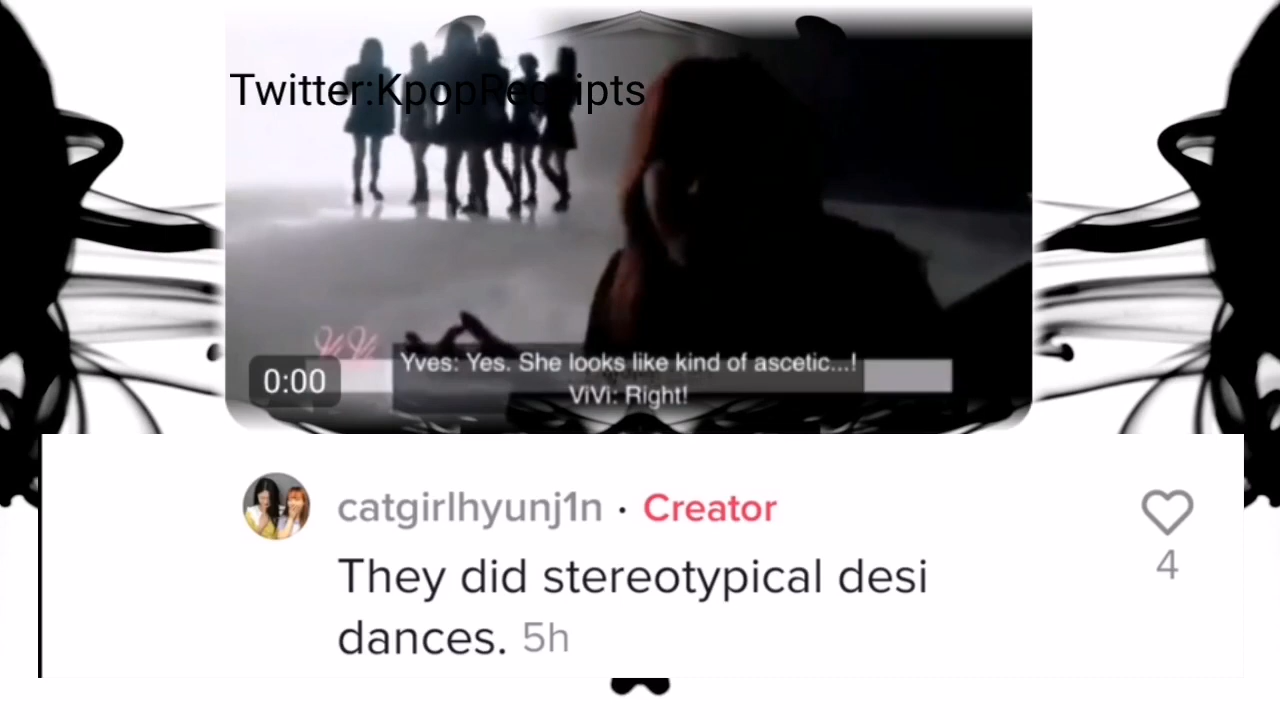 Twitter:KpopReceipts
Yves: Yes. She looks like kind of ascetic...!
0:00
ViVi: Right!
catgirlhyunj1n · Creator
They did stereotypical desi
4
dances. 5h